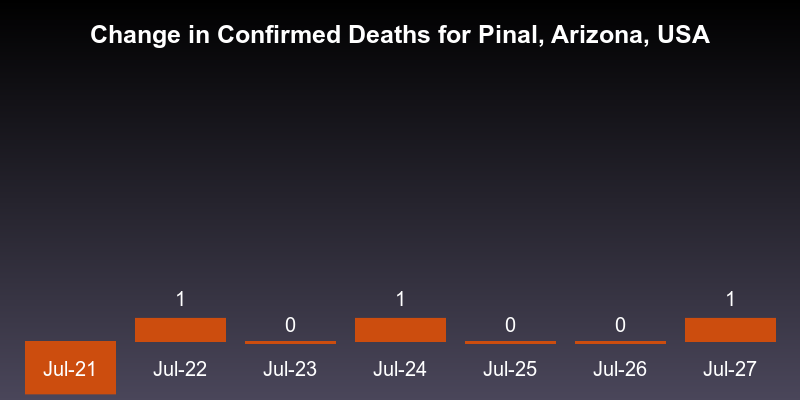 Change in Confirmed Deaths for Pinal, Arizona, USA
1 0 1 0 0 1
Jul-21 Jul-22 Jul-23 Jul-24 Jul-25 Jul-26 Jul-27